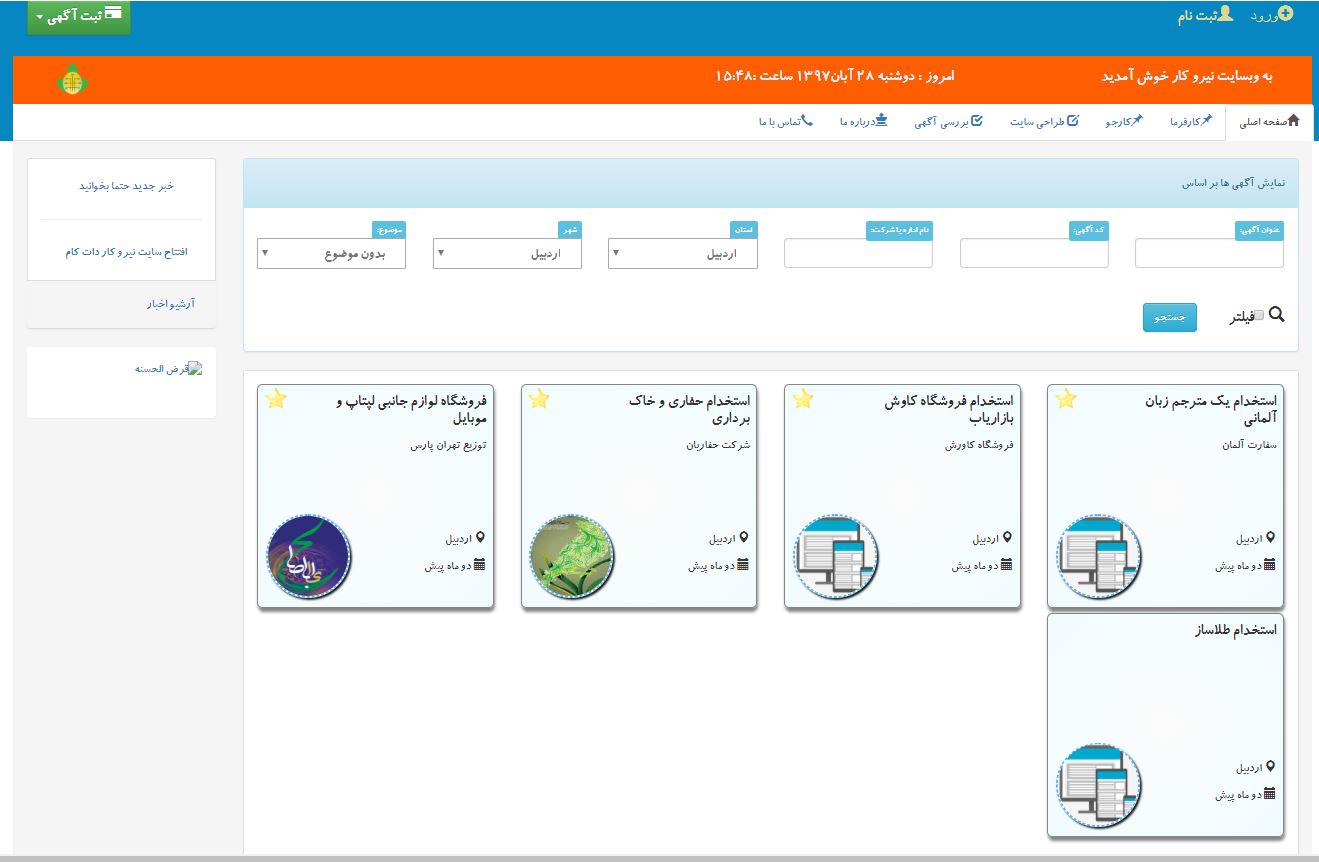 ورود
ثبت نام
ثبت آگهی
به وبسایت نیرو کار خوش آمدید
امروز : دوشنبه ۲۸ آبان۱۳۹۷ ساعت :۱۵:۴۸
صفحه اصلی
کارفرما
کارجو
طراحی سایت
بررسی آگهی
درباره ما
تماس با ما
نمایش آگهی ها بر اساس
عنوان آگهی:
کد آگهی:
نام اداره یا شرکت:
استان
اردبیل
شهر
اردبیل
موضوع:
بدون موضوع
فیلتر
جستجو
خبر جدید حتما بخوانید
افتتاح سایت نیرو کار دات کام
آرشیو اخبار
قرض الحسنه
استخدام یک مترجم زبان
آلمانی
سفارت آلمان
اردبیل
دو ماه پیش
استخدام فروشگاه کاوش
بازاریاب
فروشگاه کاورش
اردبیل
دو ماه پیش
استخدام حفاری و خاک
برداری
شرکت حفاریان
اردبیل
دو ماه پیش
فروشگاه لوازم جانبی لپتاپ و
موبایل
توزیع تهران پارس
اردبیل
دو ماه پیش
استخدام طلاساز
اردبیل
دو ماه پیش